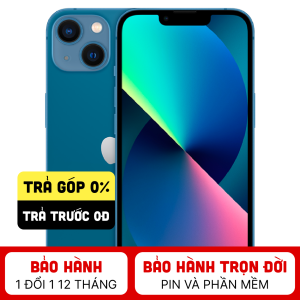 TRẢ GÓP 0%
TRẢ TRƯỚC 0Đ
BẢO HÀNH
1 ĐỔI 1 12 THÁNG
BẢO HÀNH TRỌN ĐỜI
PIN VÀ PHẦN MỀM